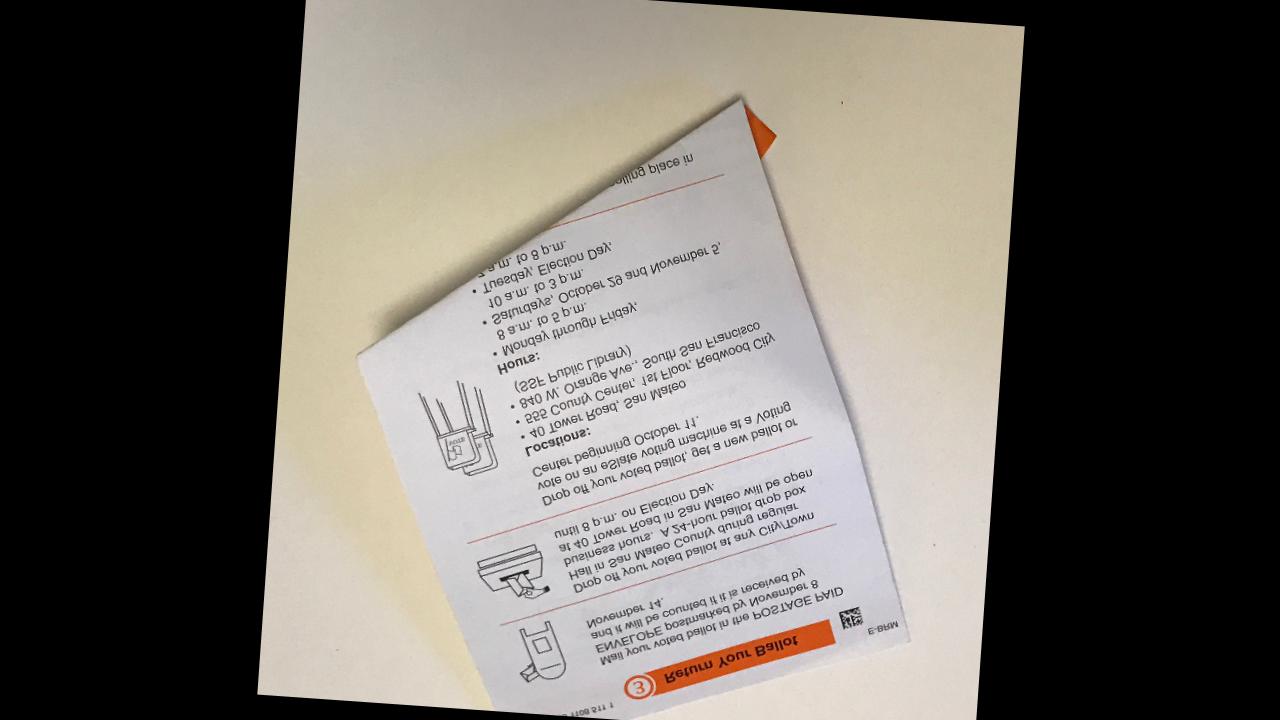 E-BRM
3 Return Your Ballot
Mail your voted ballot in the POSTAGE PAID
ENVELOPE postmarked by November 8
and it will be counted if it is received by
November 14.
Drop off your voted ballot at any City/Town
Hall in San Mateo County during regular
business hours. A 24-hour ballot drop box
at 40 Tower Road in San Mateo will be open
until 8 p.m. on Election Day.
Drop off your voted ballot, get a new ballot or
vote on an eSlate voting machine at a Voting
Center beginning October 11.
Locations:
• 40 Tower Road, San Mateo
• 555 County Center, 1st Floor, Redwood City
• 840 W. Orange Ave., South San Francisco
(SSF Public Library)
Hours:
• Monday through Friday,
8 a.m. to 5 p.m.
• Saturdays, October 29 and November 5,
10 a.m. to 3 p.m.
• Tuesday, Election Day,
a.m. to 8 p.m.
place in
VOTE